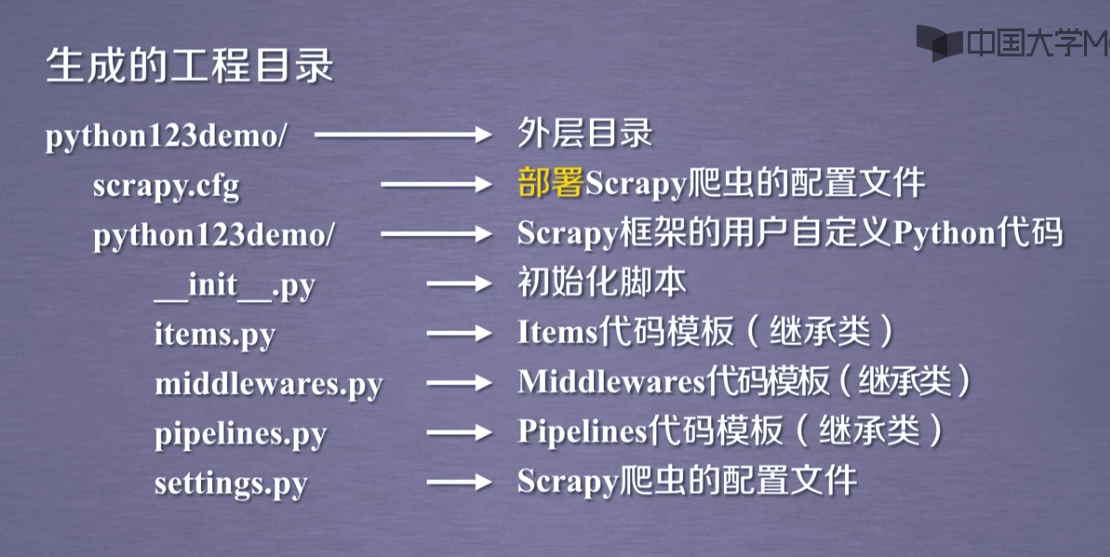 中国大学M
生成的工程目录
python123demo/ 外层目录
scrapy.cfg 部署Scrapy爬虫的配置文件
python123demo/ Scrapy框架的用户自定义Python代码
__init__.py 初始化脚本
items.py Items代码模板（继承类）
middlewares.py Middlewares代码模板（继承类）
pipelines.py Pipelines代码模板（继承类）
settings.py Scrapy爬虫的配置文件